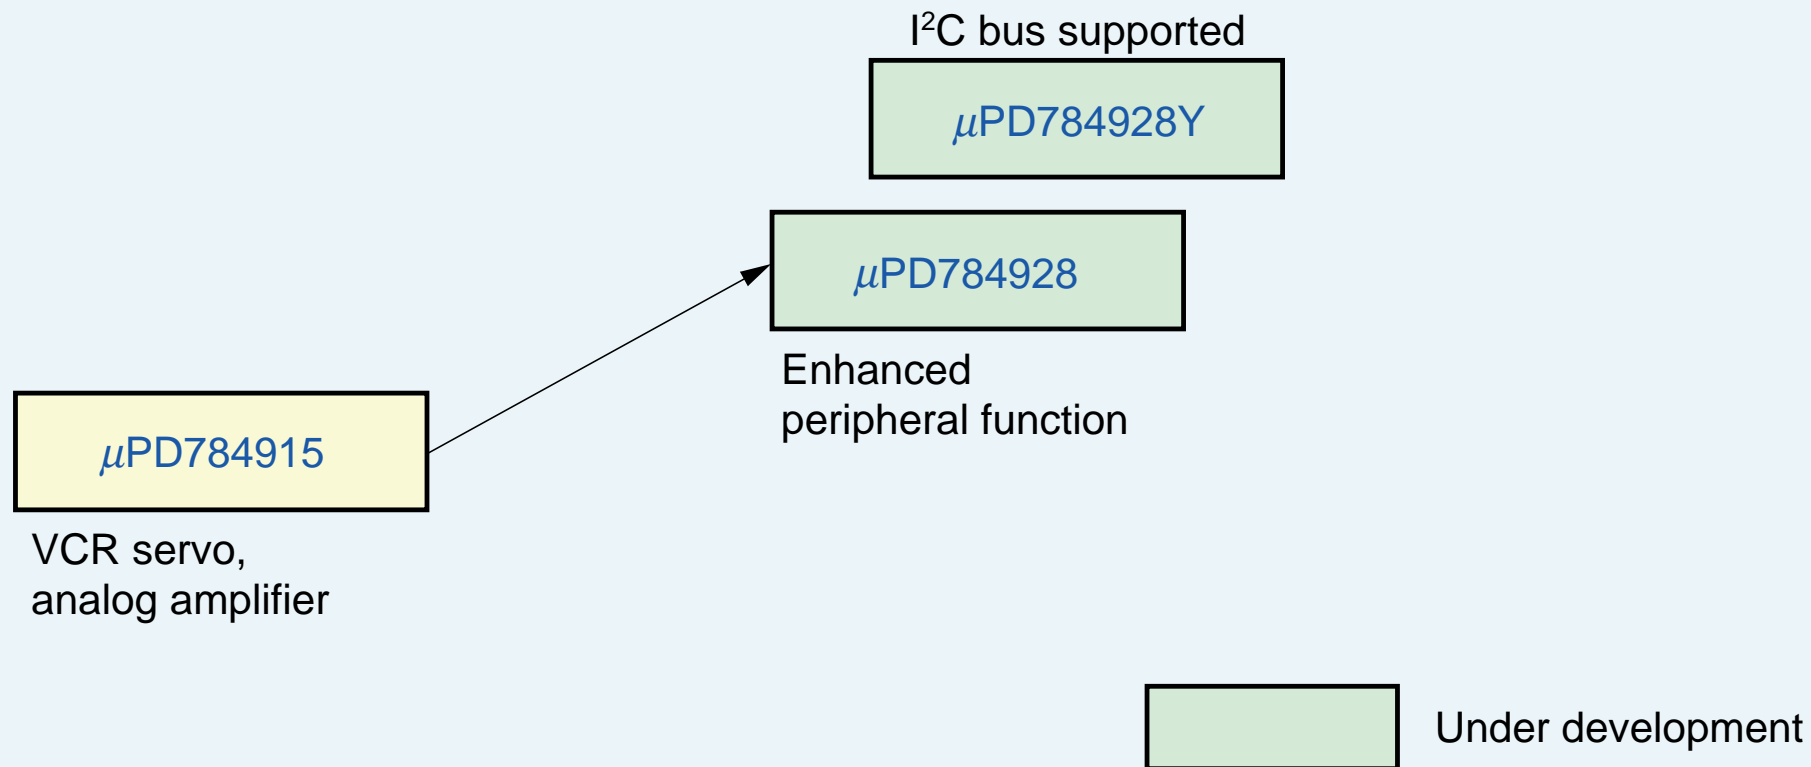 I²C bus supported
μPD784928Y
μPD784928
Enhanced
peripheral function
μPD784915
VCR servo,
analog amplifier
Under development